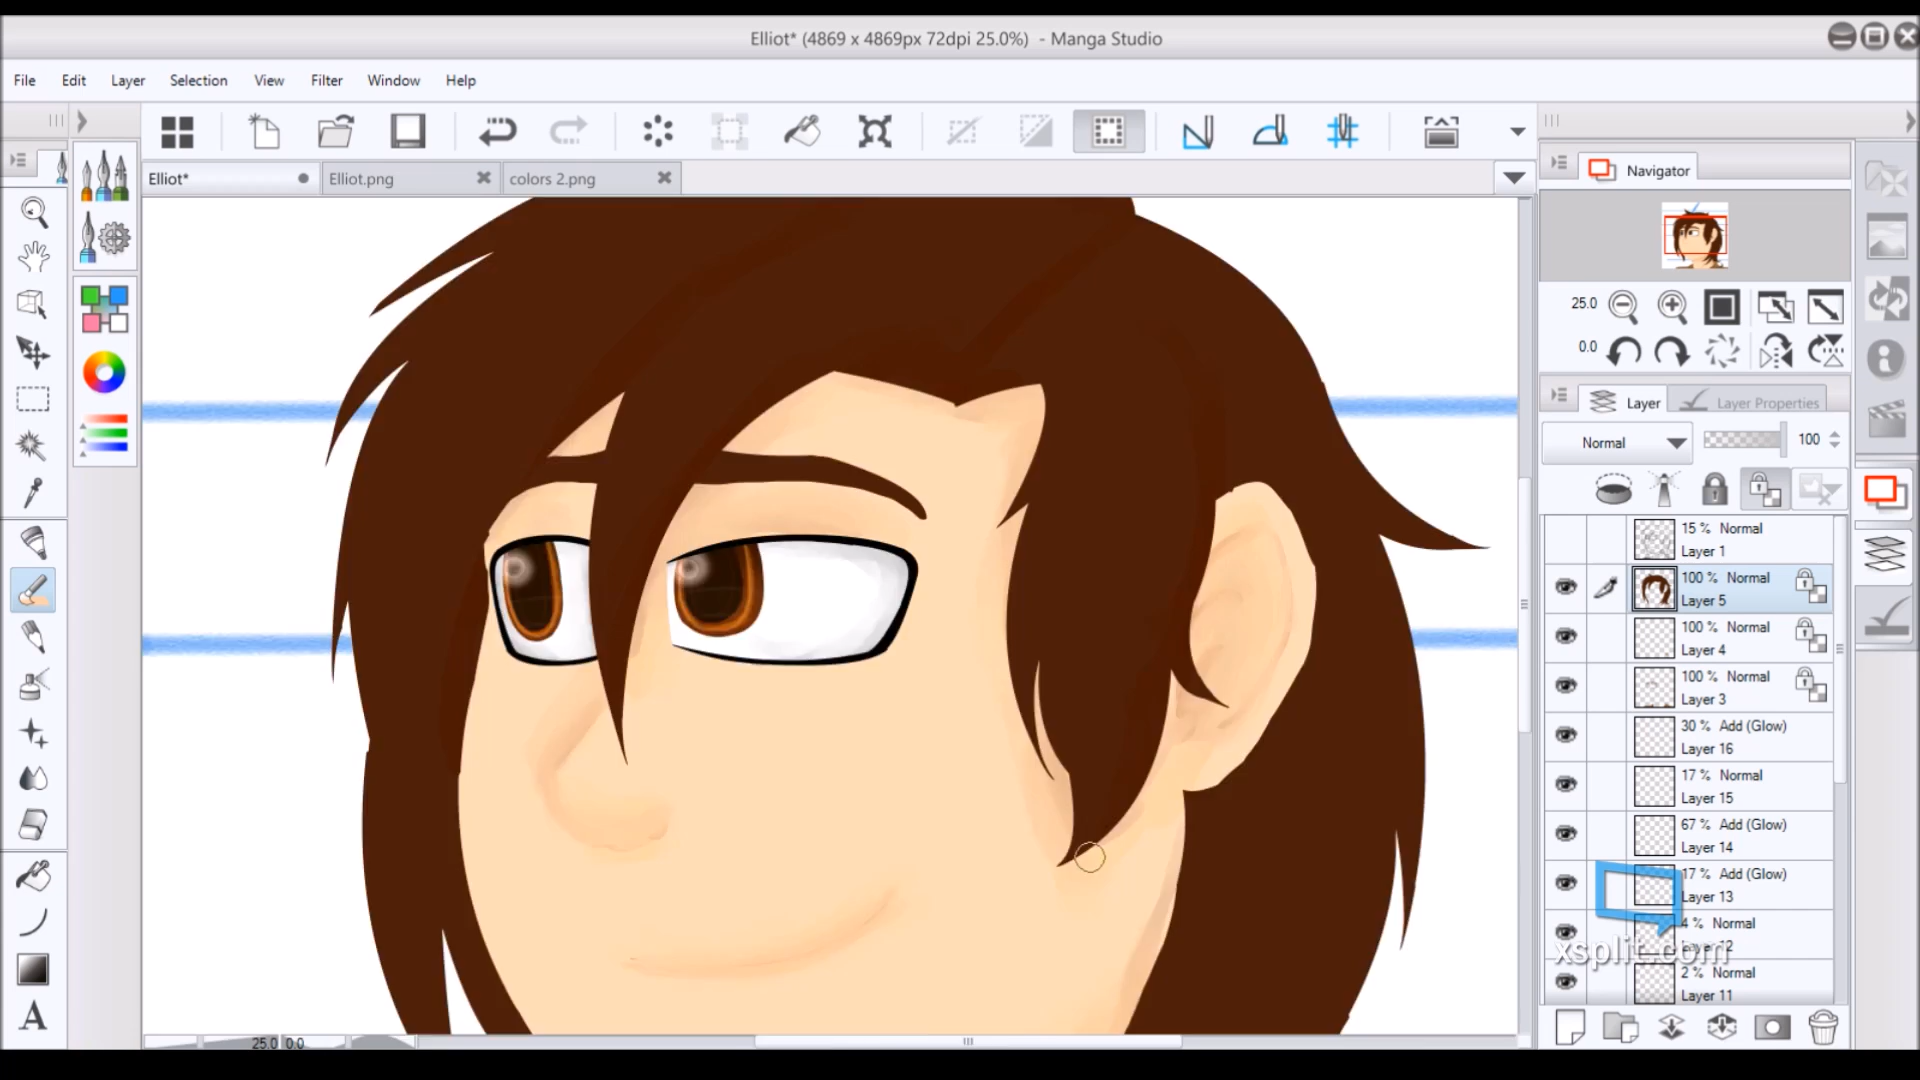 Elliot* (4869 x 4869px 72dpi 25.0%) - Manga Studio
File Edit Layer Selection View Filter Window Help
Elliot* Elliot.png colors 2.png
Navigator
25.0
0.0
Layer Layer Properties
Normal 100
15 % Normal
Layer 1
100 % Normal
Layer 5
100 % Normal
Layer 4
100 % Normal
Layer 3
30 % Add (Glow)
Layer 16
17 % Normal
Layer 15
67 % Add (Glow)
Layer 14
17 % Add (Glow)
Layer 13
4 % Normal
Layer 12
xsplit.com
2 % Normal
Layer 11
25.0 0.0
A